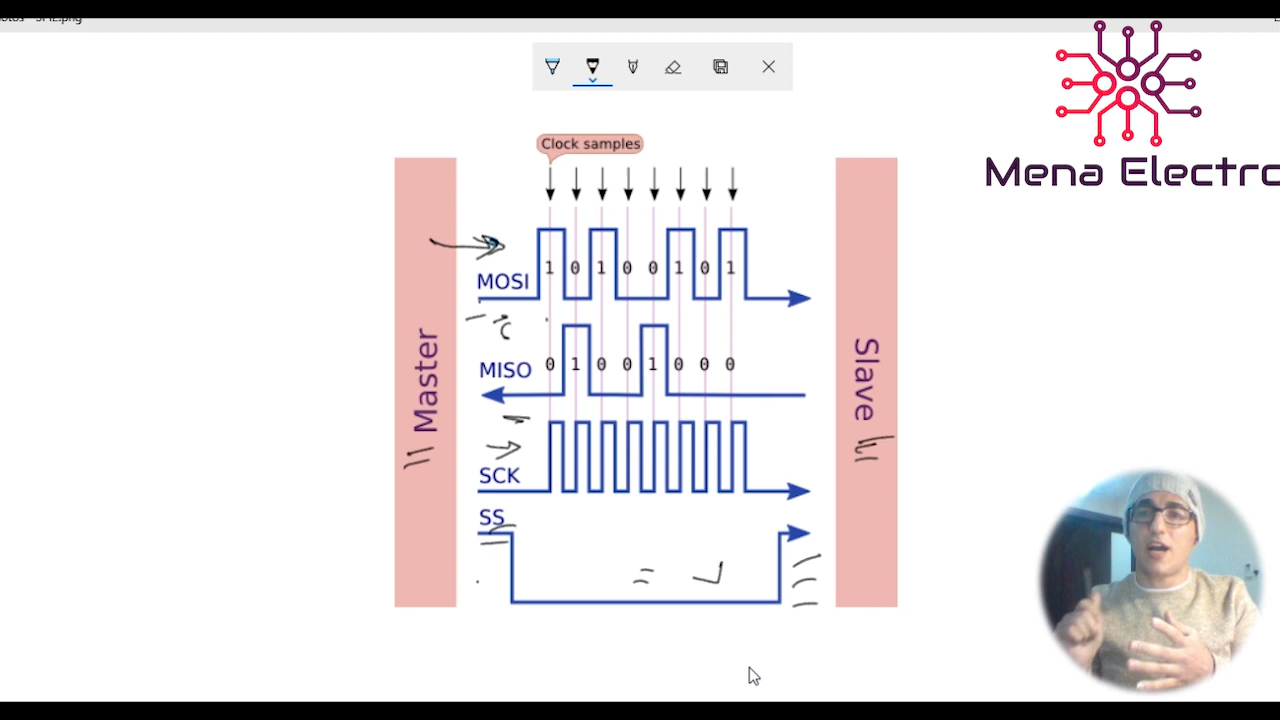 Clock samples
MOSI
1 0 1 0 0 1 0 1
MISO
0 1 0 0 1 0 0 0
SCK
SS
Master
Slave
Mena Electro